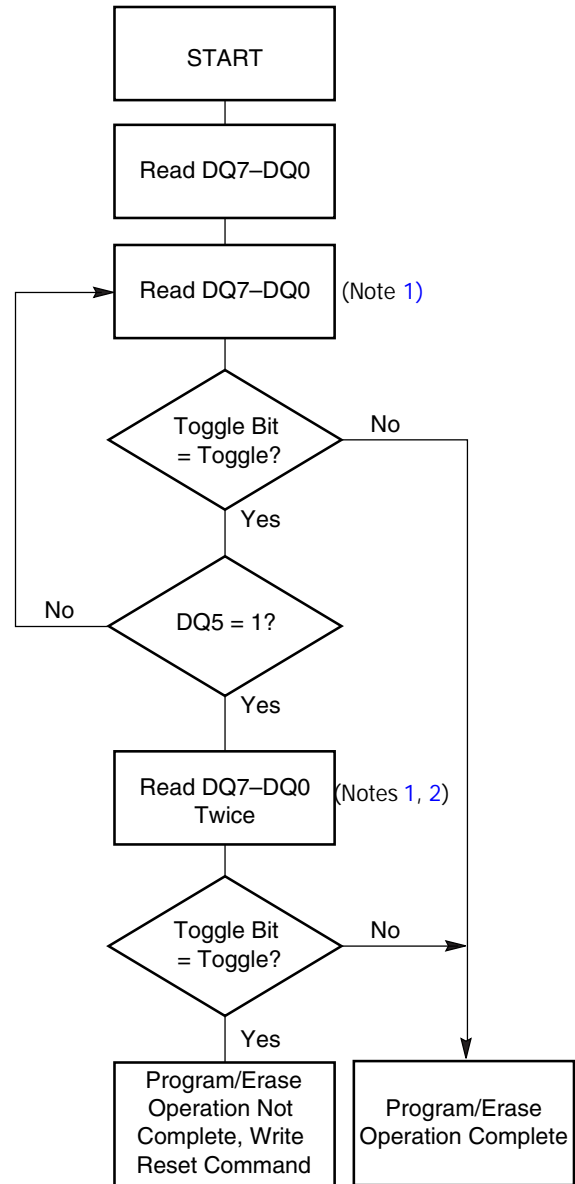 START
Read DQ7–DQ0
Read DQ7–DQ0
(Note 1)
Toggle Bit
= Toggle?
No
Yes
DQ5 = 1?
No
Yes
Read DQ7–DQ0
Twice
(Notes 1, 2)
Toggle Bit
= Toggle?
No
Yes
Program/Erase
Operation Not
Complete, Write
Reset Command
Program/Erase
Operation Complete